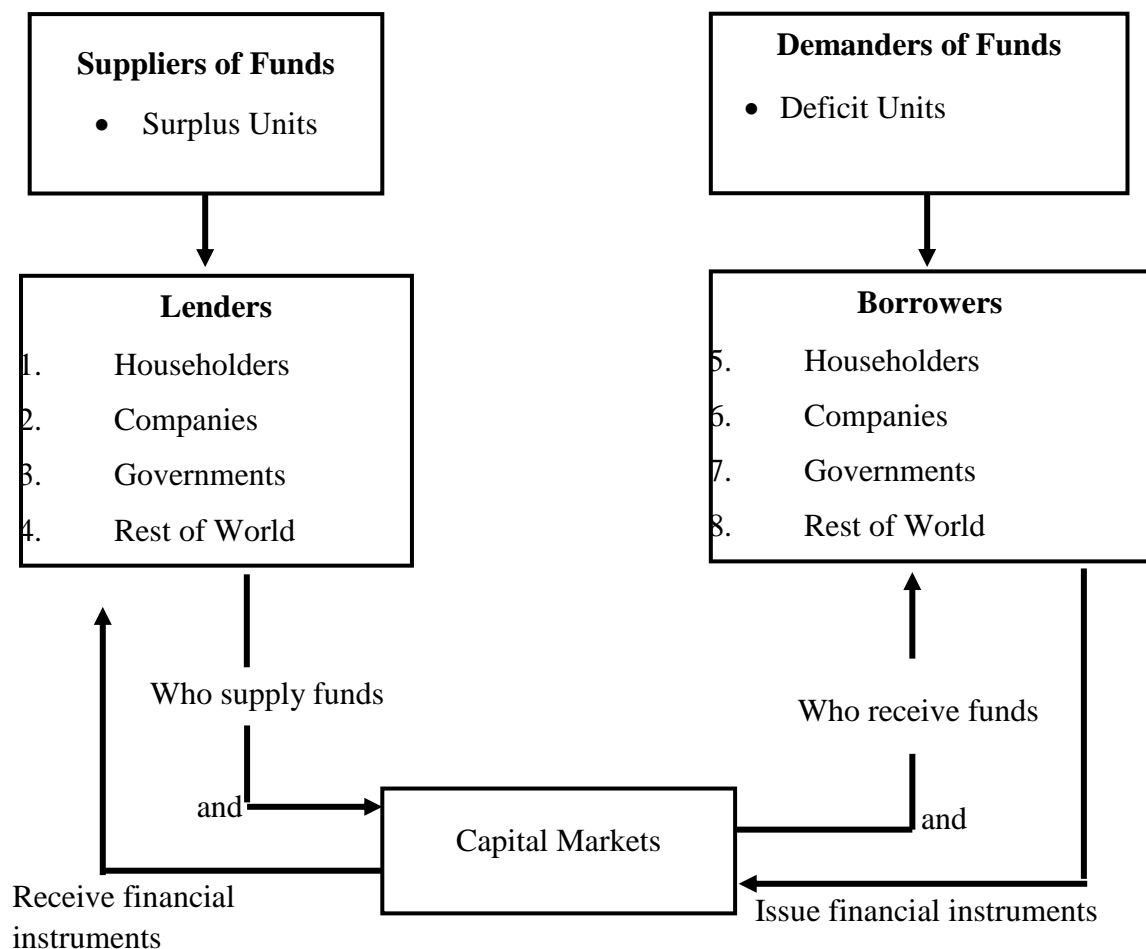 Suppliers of Funds
• Surplus Units
Demanders of Funds
• Deficit Units
Lenders
1. Householders
2. Companies
3. Governments
4. Rest of World
Borrowers
5. Householders
6. Companies
7. Governments
8. Rest of World
Who supply funds
and
Who receive funds
and
Capital Markets
Receive financial
instruments
Issue financial instruments